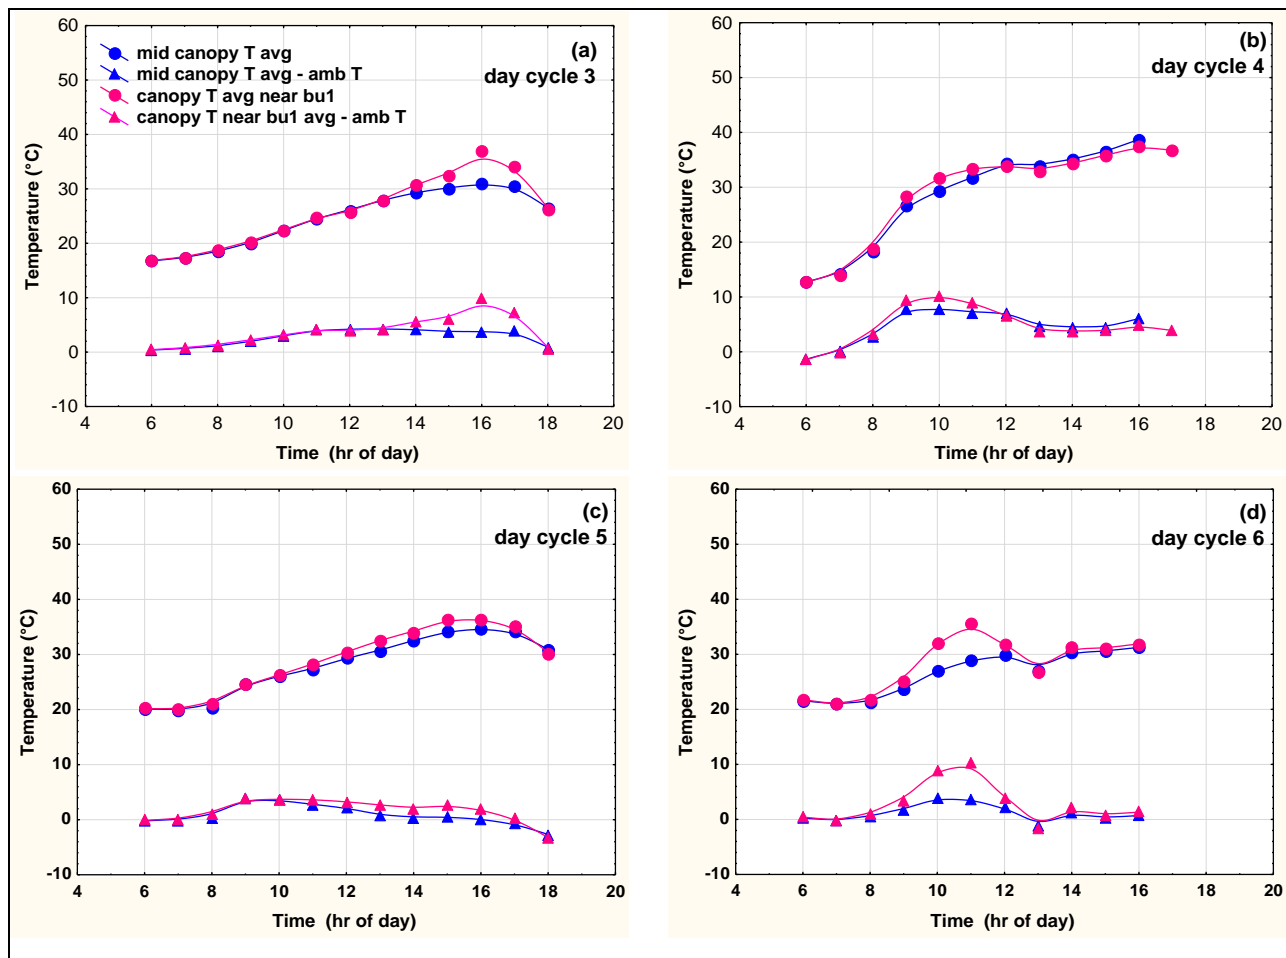 60
50
40
30
20
10
0
-10
Temperature (°C)
mid canopy T avg
mid canopy T avg - amb T
canopy T avg near bu1
canopy T near bu1 avg - amb T
(a)
day cycle 3
4 6 8 10 12 14 16 18 20
Time (hr of day)
60
50
40
30
20
10
0
-10
Temperature (°C)
(b)
day cycle 4
4 6 8 10 12 14 16 18 20
Time (hr of day)
60
50
40
30
20
10
0
-10
Temperature (°C)
(c)
day cycle 5
4 6 8 10 12 14 16 18 20
Time (hr of day)
60
50
40
30
20
10
0
-10
Temperature (°C)
(d)
day cycle 6
4 6 8 10 12 14 16 18 20
Time (hr of day)